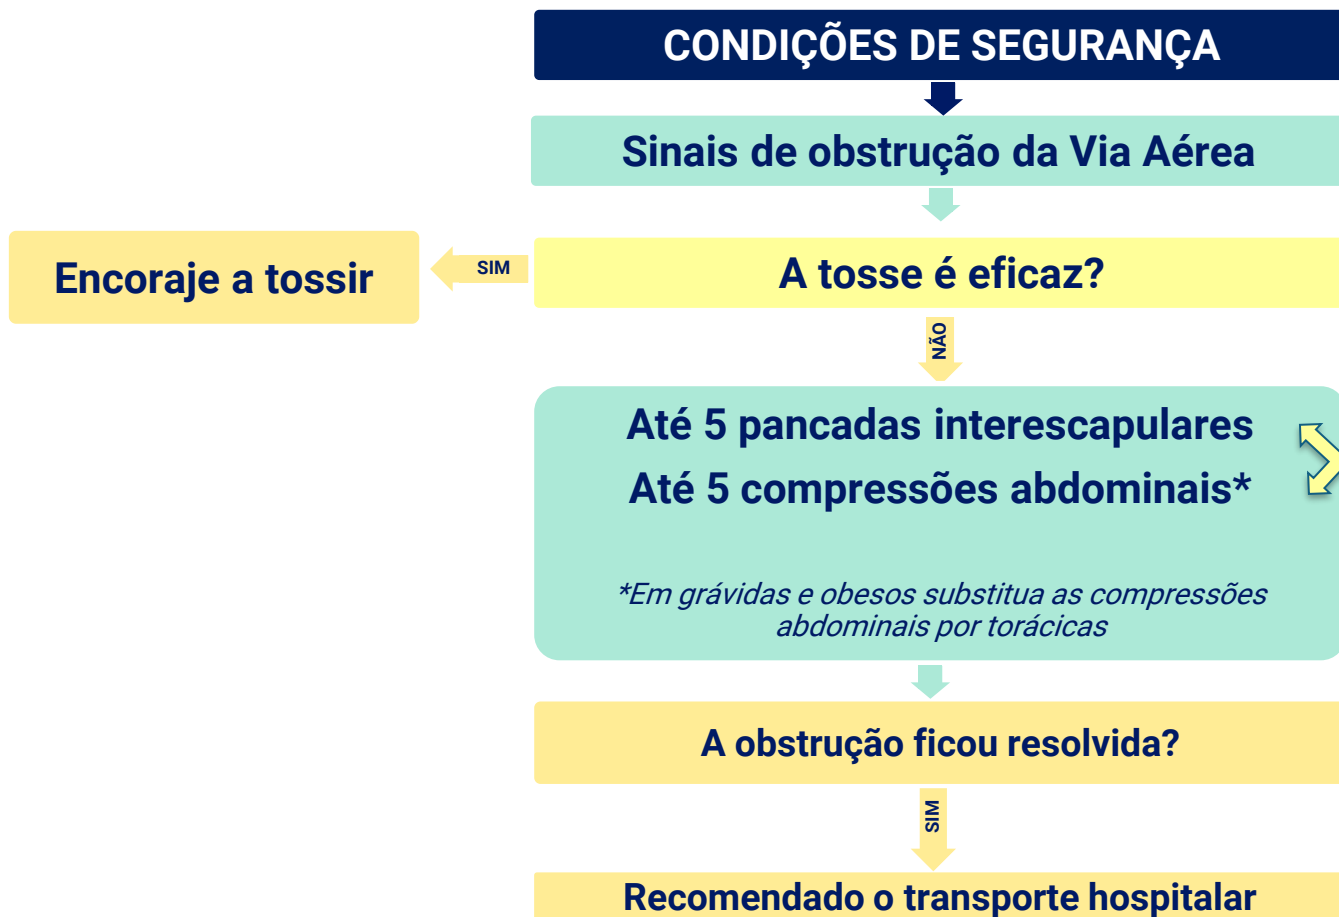 CONDIÇÕES DE SEGURANÇA
Sinais de obstrução da Via Aérea
Encoraje a tossir
SIM
A tosse é eficaz?
NÃO
Até 5 pancadas interescapulares
Até 5 compressões abdominais*
*Em grávidas e obesos substitua as compressões
abdominais por torácicas
A obstrução ficou resolvida?
SIM
Recomendado o transporte hospitalar